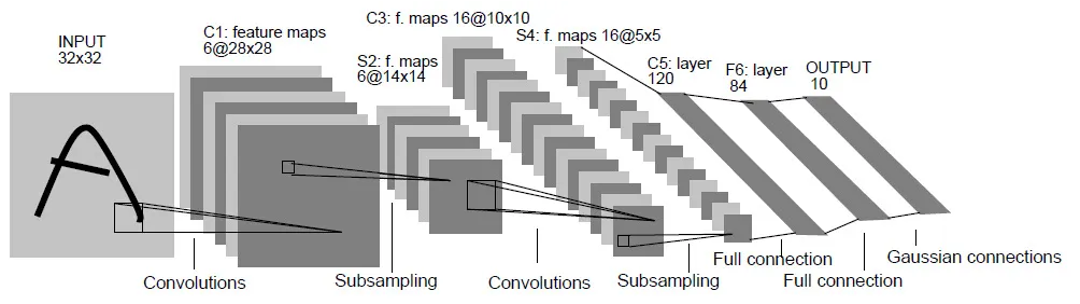 INPUT
32x32
C1: feature maps
6@28x28
S2: f. maps
6@14x14
C3: f. maps 16@10x10
S4: f. maps 16@5x5
C5: layer
120
F6: layer
84
OUTPUT
10
Convolutions
Subsampling
Convolutions
Subsampling
Full connection
Full connection
Gaussian connections